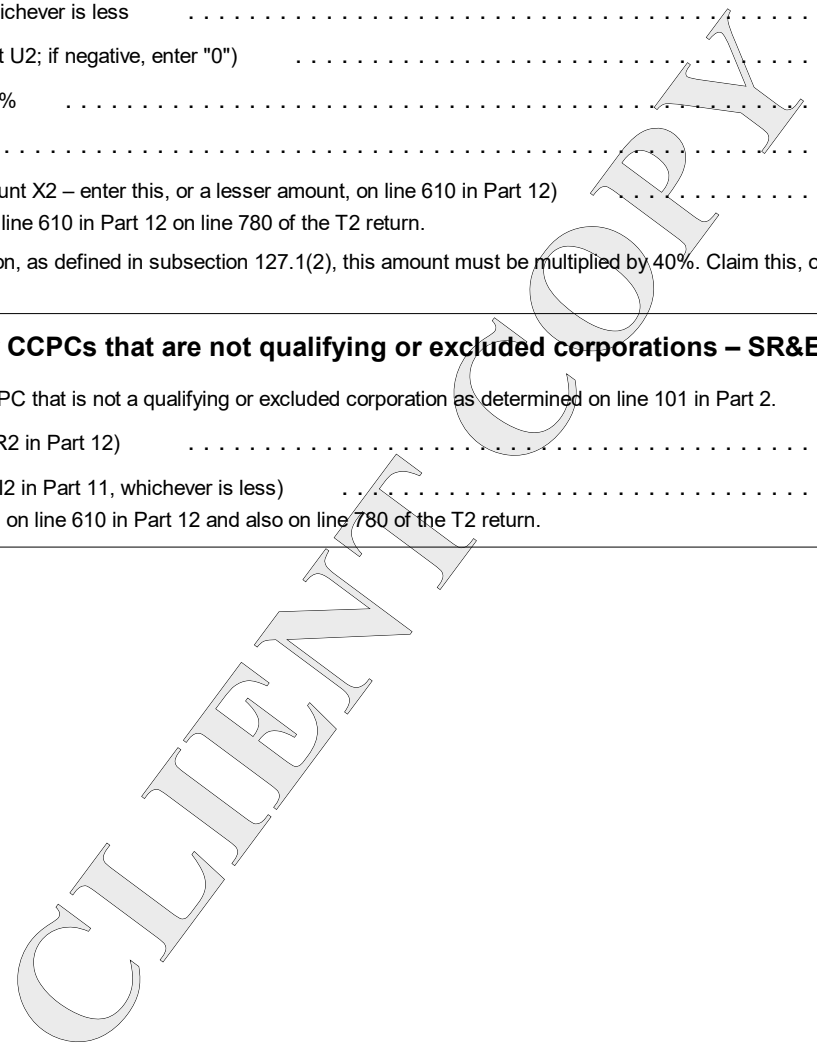 ichever is less
t U2; if negative, enter "0")
%
unt X2 – enter this, or a lesser amount, on line 610 in Part 12)
line 610 in Part 12 on line 780 of the T2 return.
on, as defined in subsection 127.1(2), this amount must be multiplied by 40%. Claim this, o
CCPCs that are not qualifying or excluded corporations – SR&E
PC that is not a qualifying or excluded corporation as determined on line 101 in Part 2.
R2 in Part 12)
I2 in Part 11, whichever is less)
on line 610 in Part 12 and also on line 780 of the T2 return.
CLIENT COPY